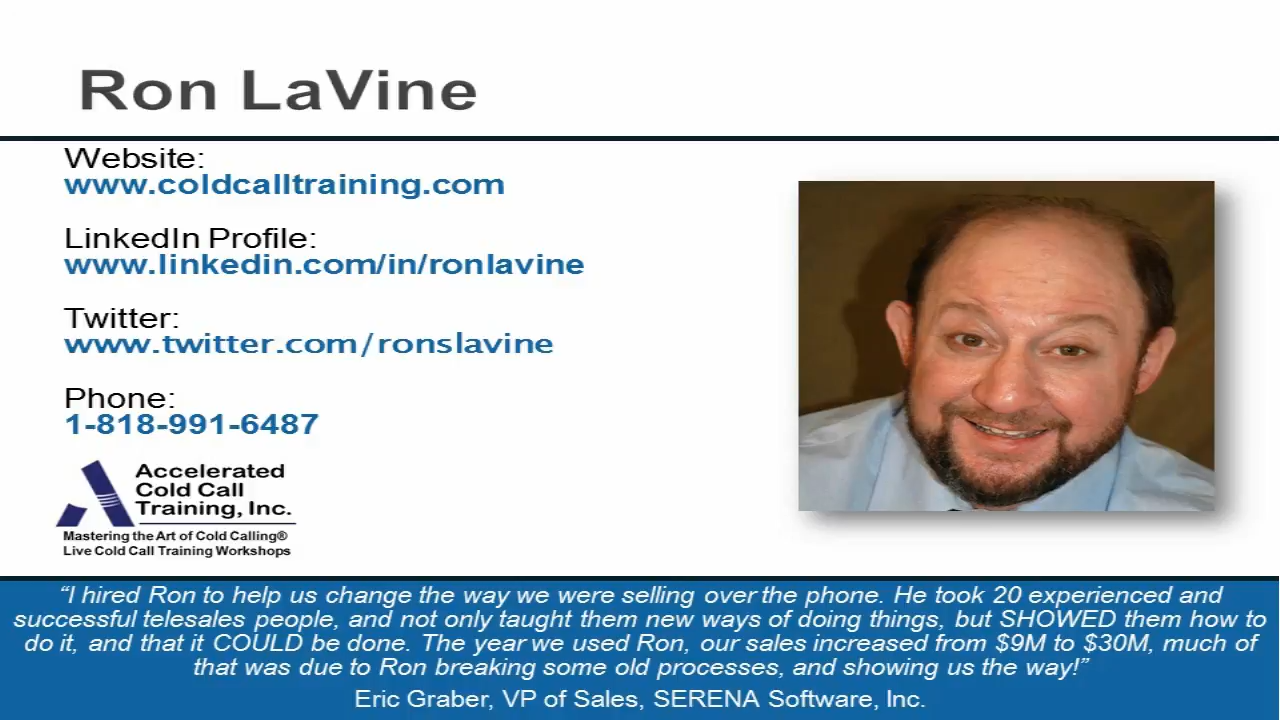 Ron LaVine
Website:
www.coldcalltraining.com
LinkedIn Profile:
www.linkedin.com/in/ronlavine
Twitter:
www.twitter.com/ronslavine
Phone:
1-818-991-6487
Accelerated
Cold Call
Training, Inc.
Mastering the Art of Cold Calling®
Live Cold Call Training Workshops
“I hired Ron to help us change the way we were selling over the phone. He took 20 experienced and
successful telesales people, and not only taught them new ways of doing things, but SHOWED them how to
do it, and that it COULD be done. The year we used Ron, our sales increased from $9M to $30M, much of
that was due to Ron breaking some old processes, and showing us the way!”
Eric Graber, VP of Sales, SERENA Software, Inc.